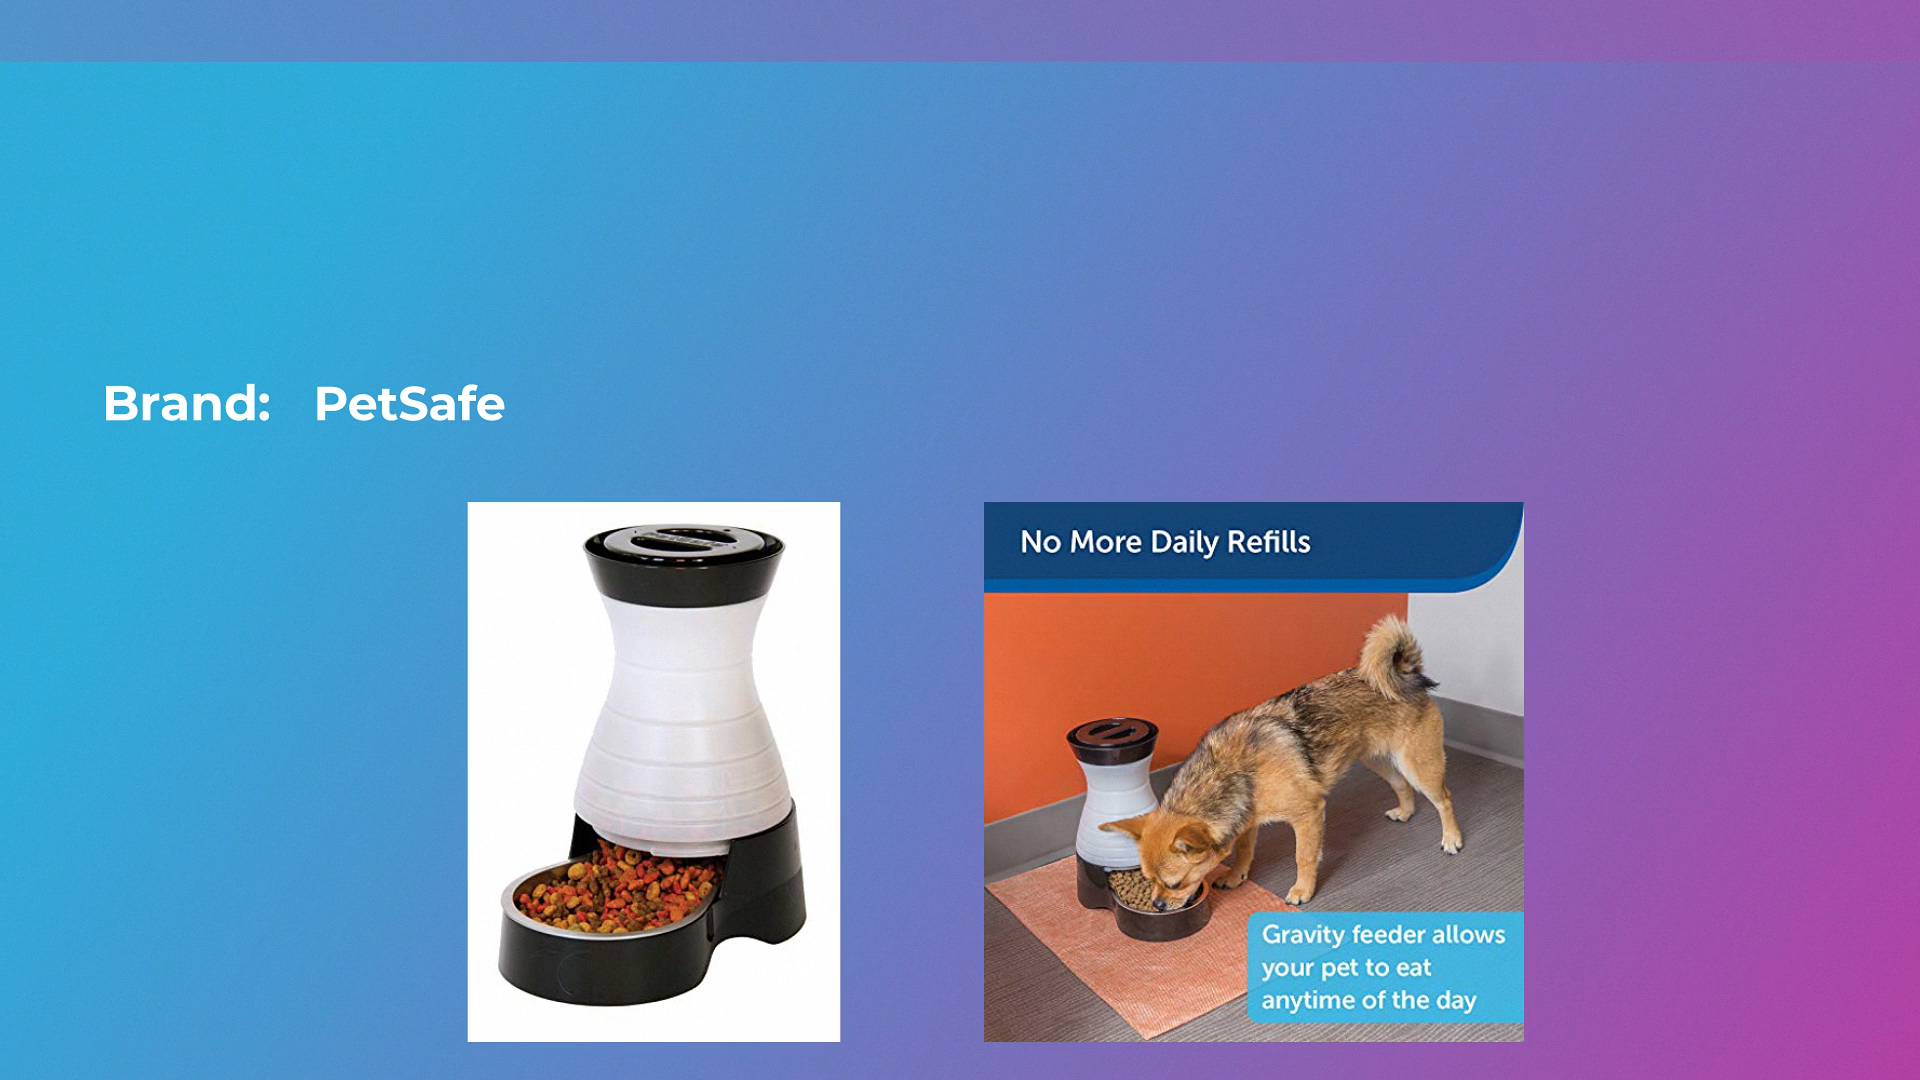 Brand: PetSafe
No More Daily Refills
Gravity feeder allows
your pet to eat
anytime of the day